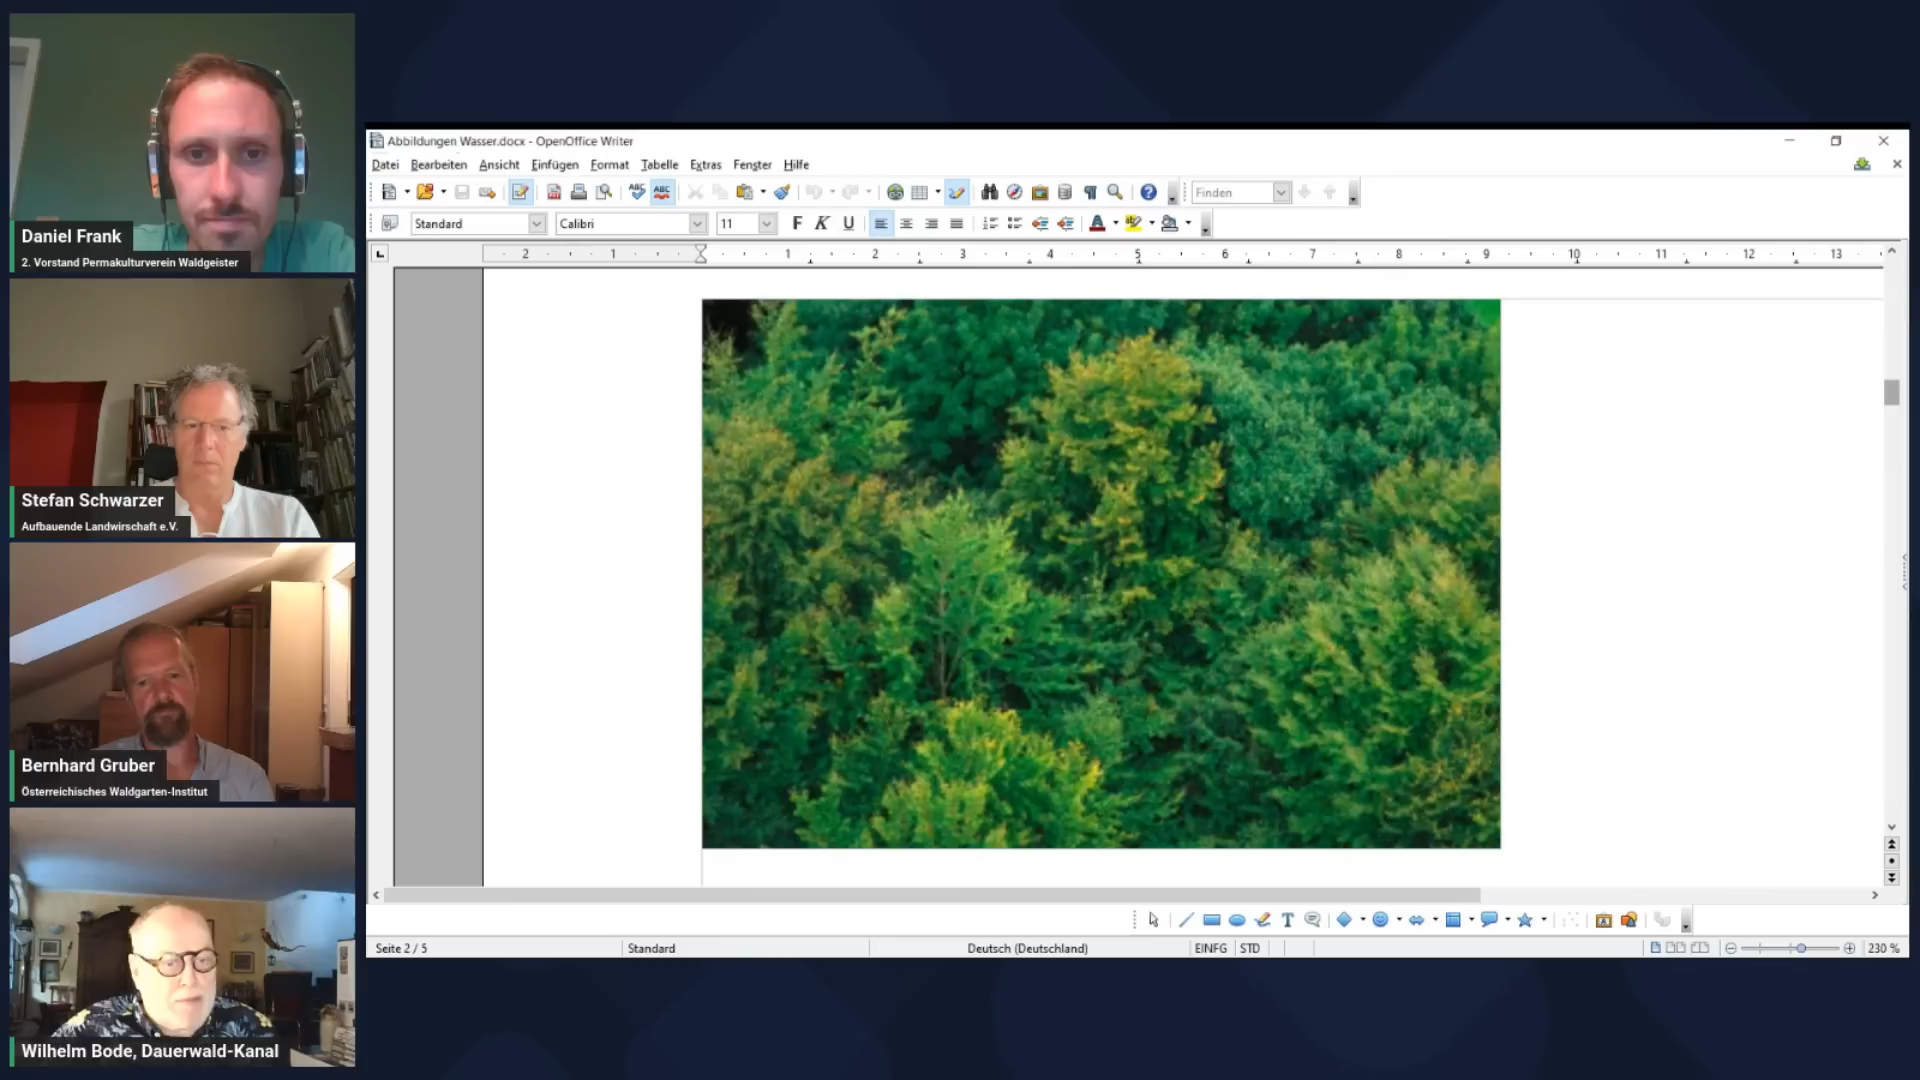 Daniel Frank
2. Vorstand Permakulturverein Waldgeister
Stefan Schwarzer
Aufbauende Landwirschaft e.V.
Bernhard Gruber
Österreichisches Waldgarten-Institut
Wilhelm Bode, Dauerwald-Kanal
Abbildungen Wasser.docx - OpenOffice Writer
Datei Bearbeiten Ansicht Einfügen Format Tabelle Extras Fenster Hilfe
ABC ABC Finden
Standard Calibri 11 F K U
2 1 1 2 3 4 5 6 7 8 9 10 11 12 13
T
Seite 2 / 5 Standard Deutsch (Deutschland) EINFG STD 230 %